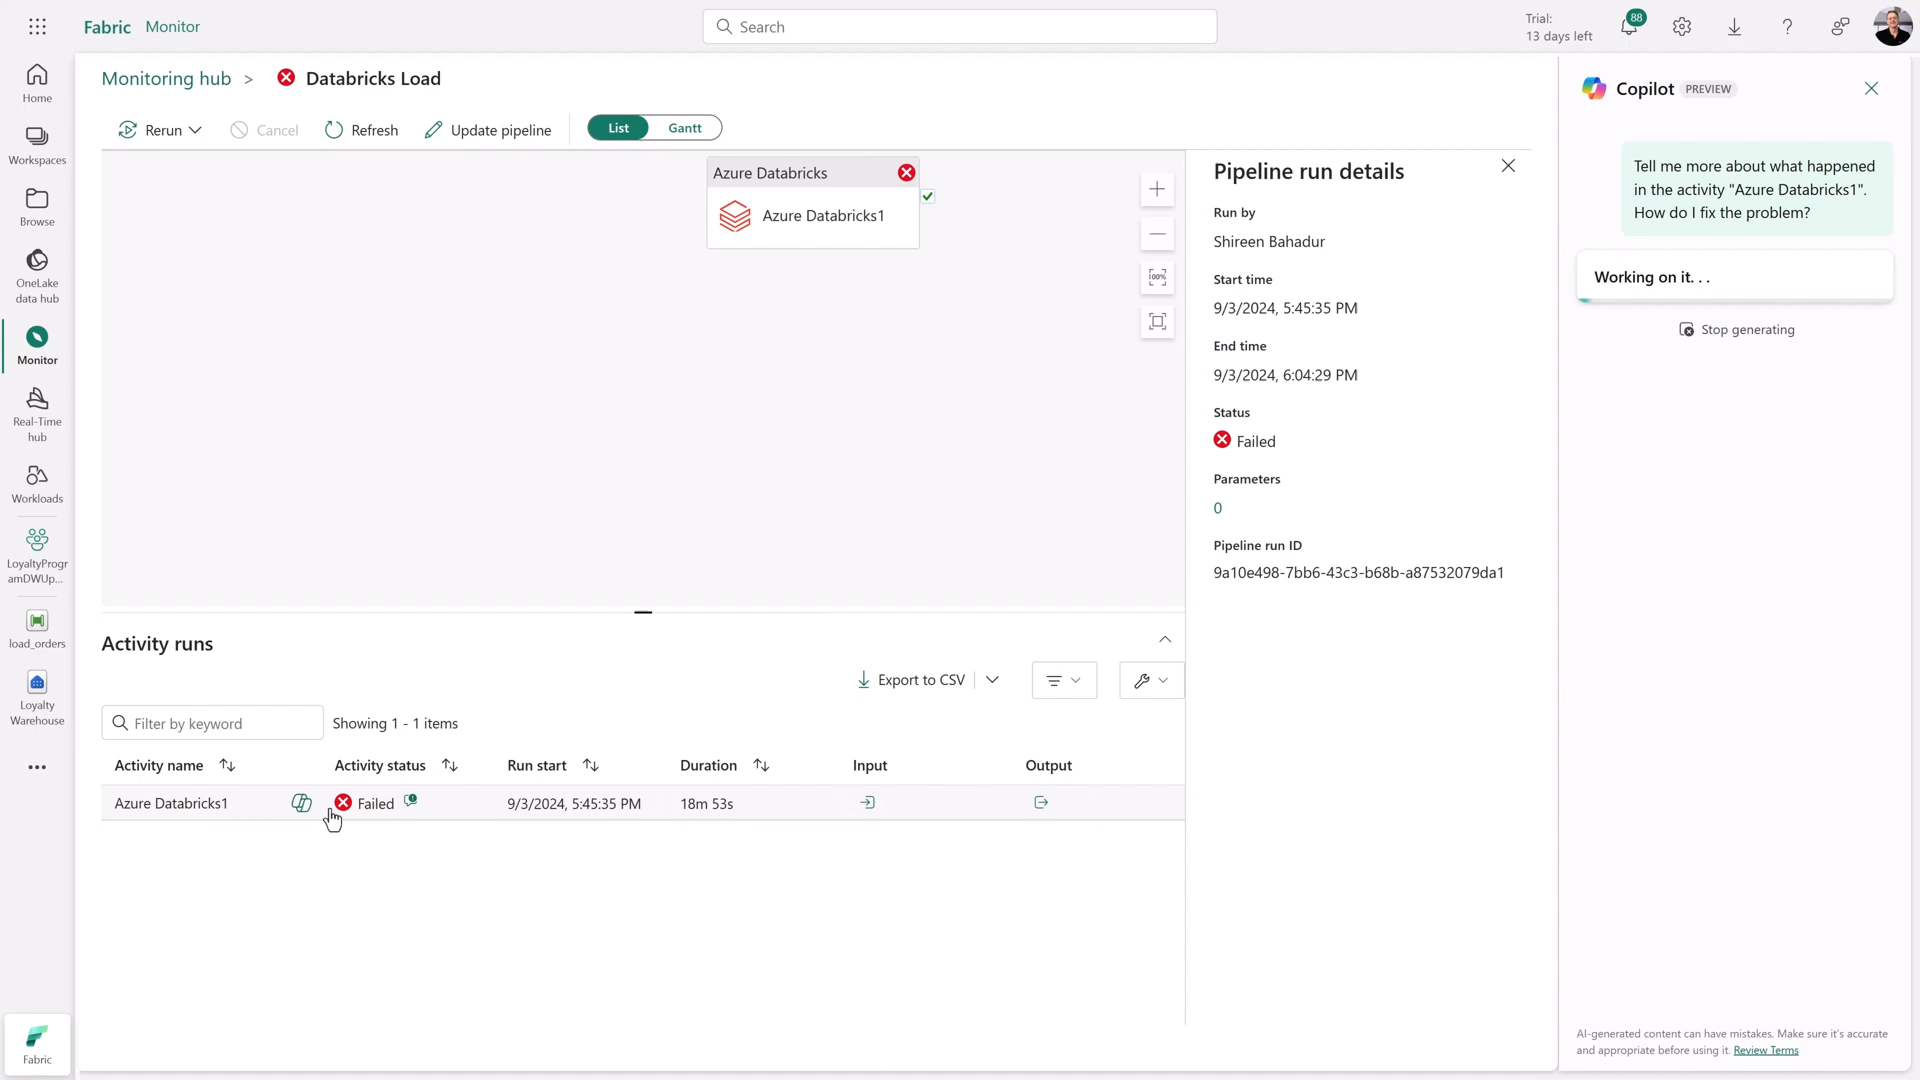 Fabric Monitor
Search
Trial:
13 days left
88
Home
Workspaces
Browse
OneLake
data hub
Monitor
Real-Time
hub
Workloads
LoyaltyProgr
amDWUp...
load_orders
Loyalty
Warehouse
Fabric
Monitoring hub > Databricks Load
Rerun Cancel Refresh Update pipeline List Gantt
Azure Databricks
Azure Databricks1
100%
Pipeline run details
Run by
Shireen Bahadur
Start time
9/3/2024, 5:45:35 PM
End time
9/3/2024, 6:04:29 PM
Status
Failed
Parameters
0
Pipeline run ID
9a10e498-7bb6-43c3-b68b-a87532079da1
Activity runs
Export to CSV
Filter by keyword Showing 1 - 1 items
Activity name Activity status Run start Duration Input Output
Azure Databricks1 Failed 9/3/2024, 5:45:35 PM 18m 53s
Copilot PREVIEW
Tell me more about what happened
in the activity "Azure Databricks1".
How do I fix the problem?
Working on it. . .
Stop generating
AI-generated content can have mistakes. Make sure it's accurate
and appropriate before using it. Review Terms